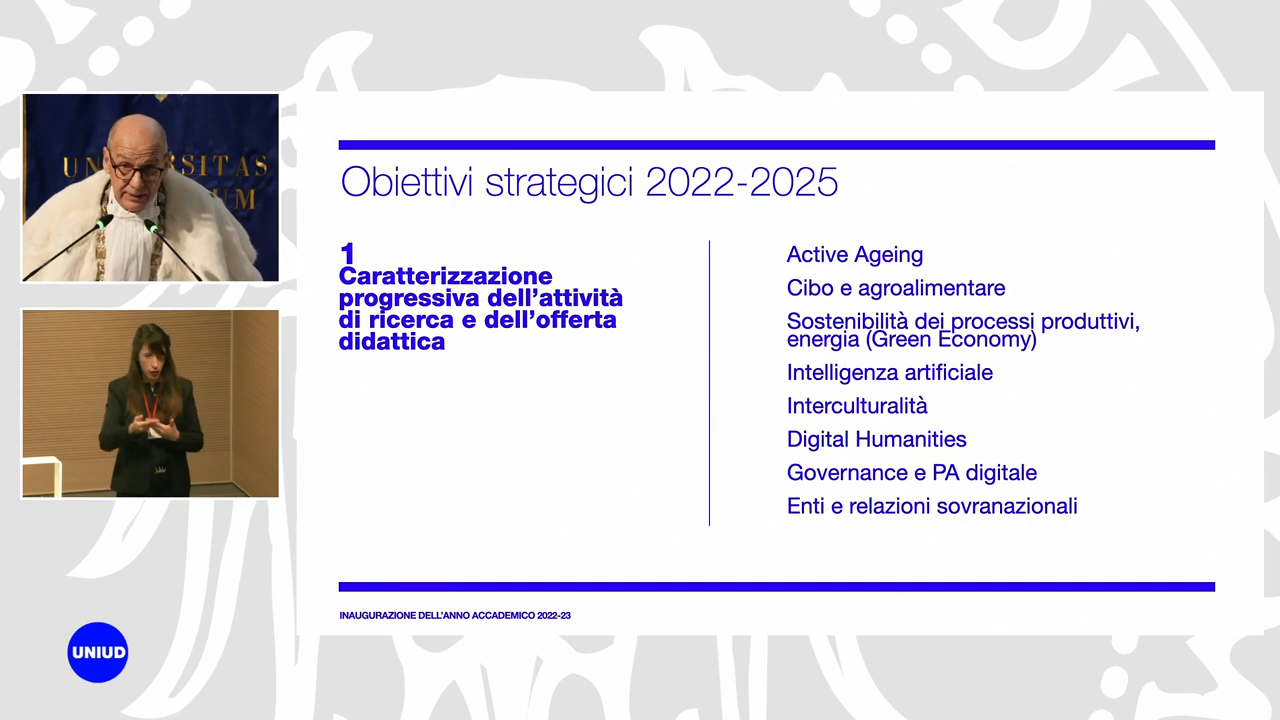 UNIVERSITAS
UM
Obiettivi strategici 2022-2025
1
Caratterizzazione
progressiva dell'attività
di ricerca e dell'offerta
didattica
Active Ageing
Cibo e agroalimentare
Sostenibilità dei processi produttivi,
energia (Green Economy)
Intelligenza artificiale
Interculturalità
Digital Humanities
Governance e PA digitale
Enti e relazioni sovranazionali
INAUGURAZIONE DELL'ANNO ACCADEMICO 2022-23
UNIUD